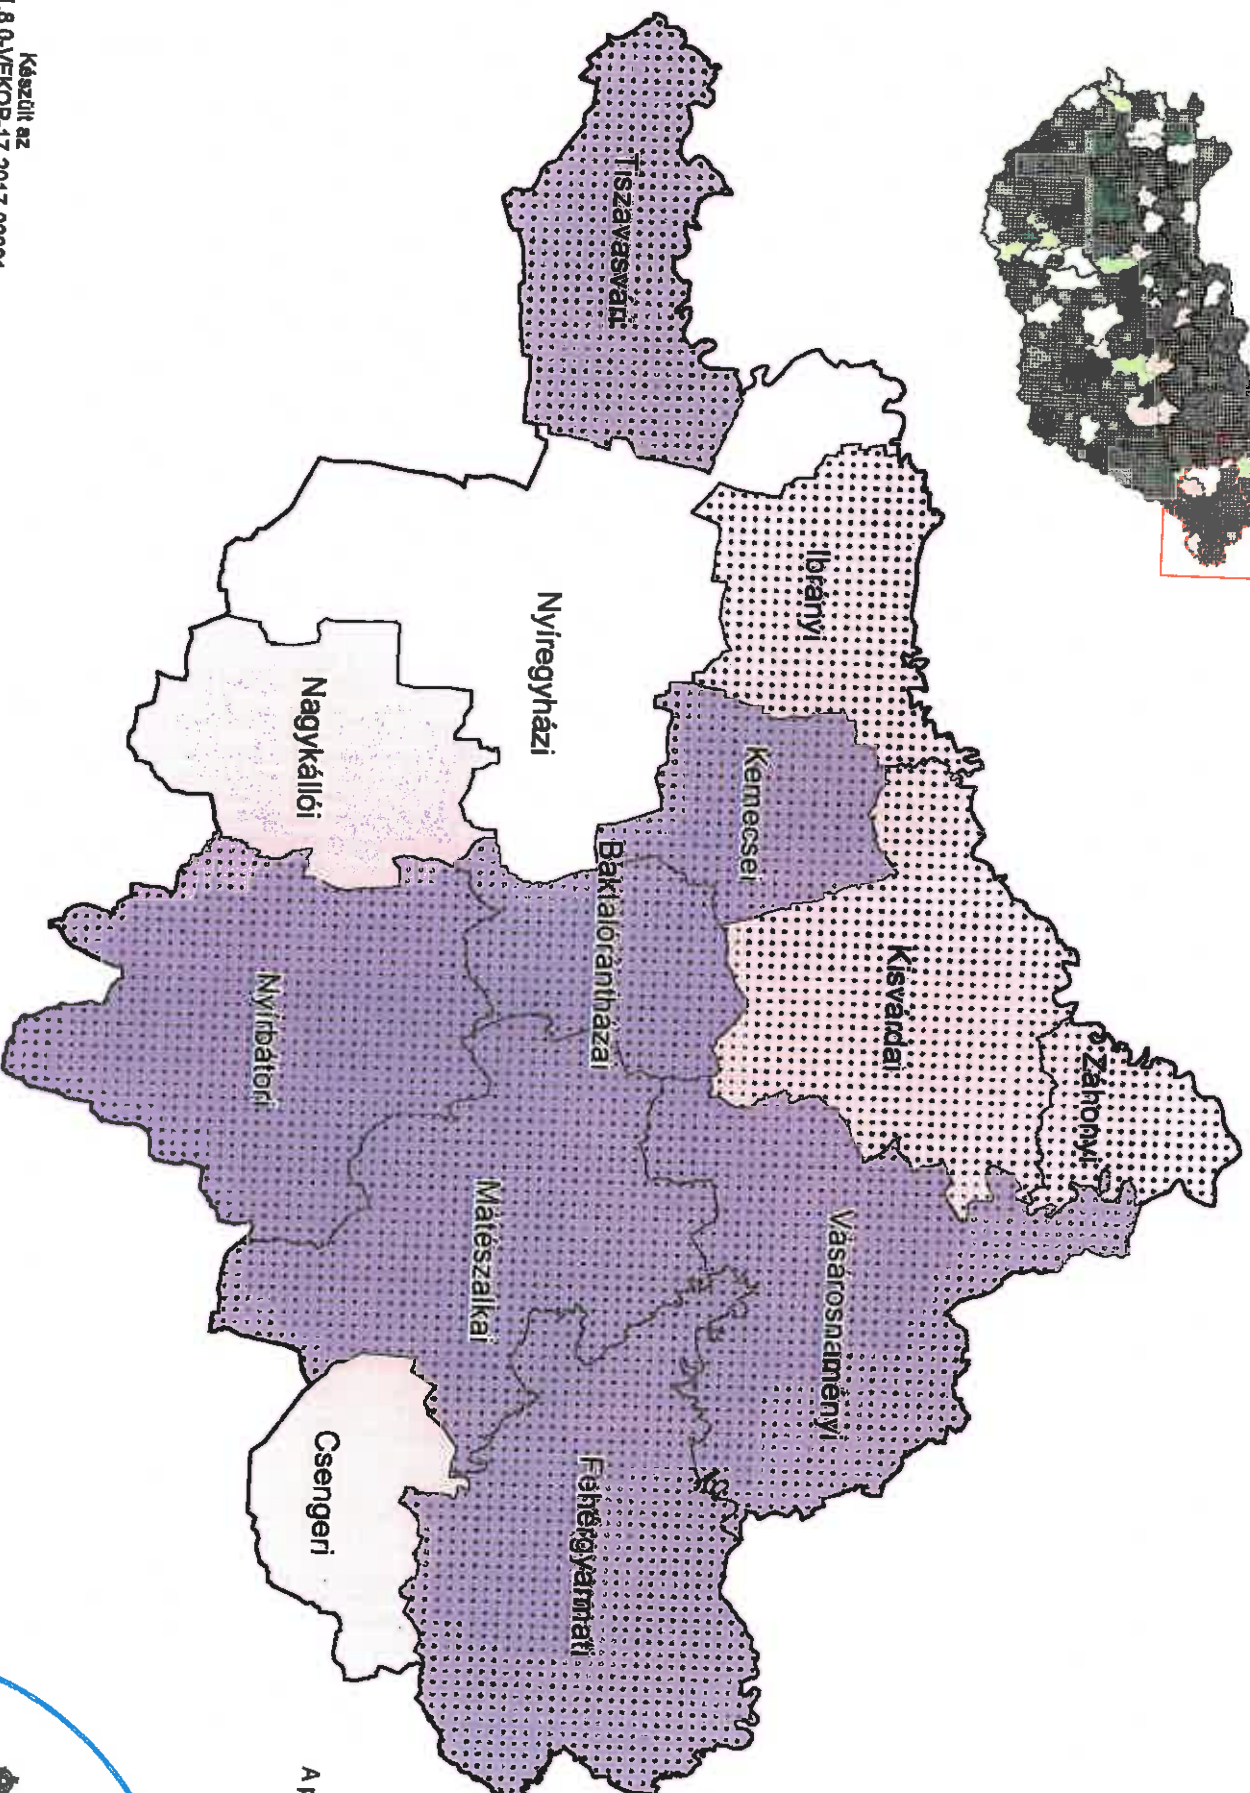 Záhonyi
Kisvárdai
Ibrányi
Vásárosnaményi
Kemecsei
Tiszavasvári
Baktalórántházai
Fehérgyarmati
Nyíregyházi
Mátészalkai
Nagykállói
Csengeri
Nyírbátori
A
Készült az